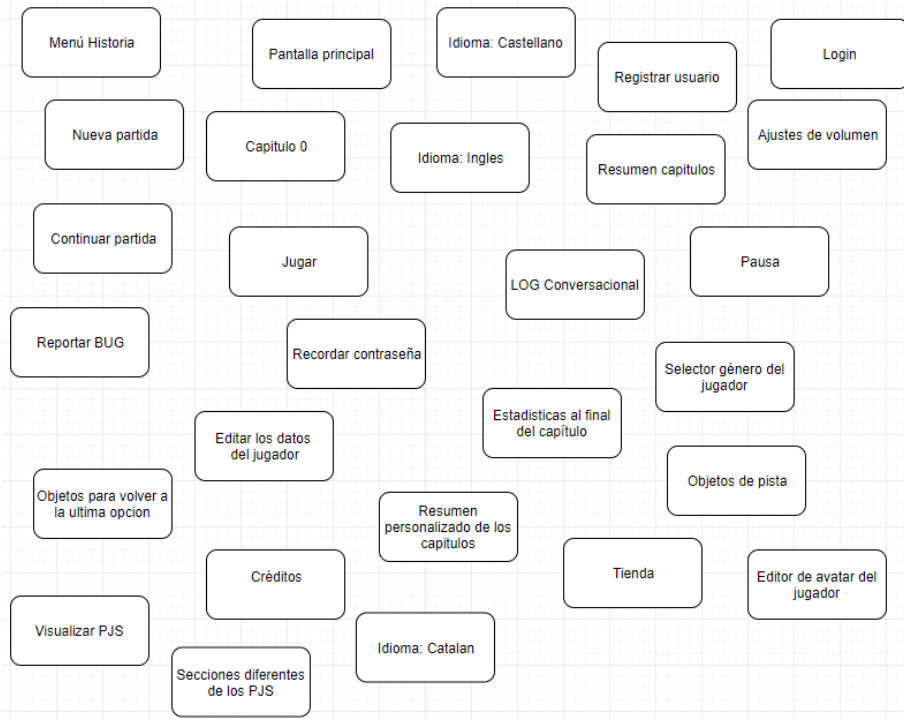 Menú Historia
Pantalla principal
Idioma: Castellano
Registrar usuario
Login
Nueva partida
Capitulo 0
Idioma: Ingles
Resumen capitulos
Ajustes de volumen
Continuar partida
Jugar
LOG Conversacional
Pausa
Reportar BUG
Recordar contraseña
Selector género del
jugador
Editar los datos
del jugador
Estadisticas al final
del capítulo
Objetos para volver a
la ultima opcion
Resumen
personalizado de los
capitulos
Objetos de pista
Créditos
Tienda
Editor de avatar del
jugador
Visualizar PJS
Secciones diferentes
de los PJS
Idioma: Catalan